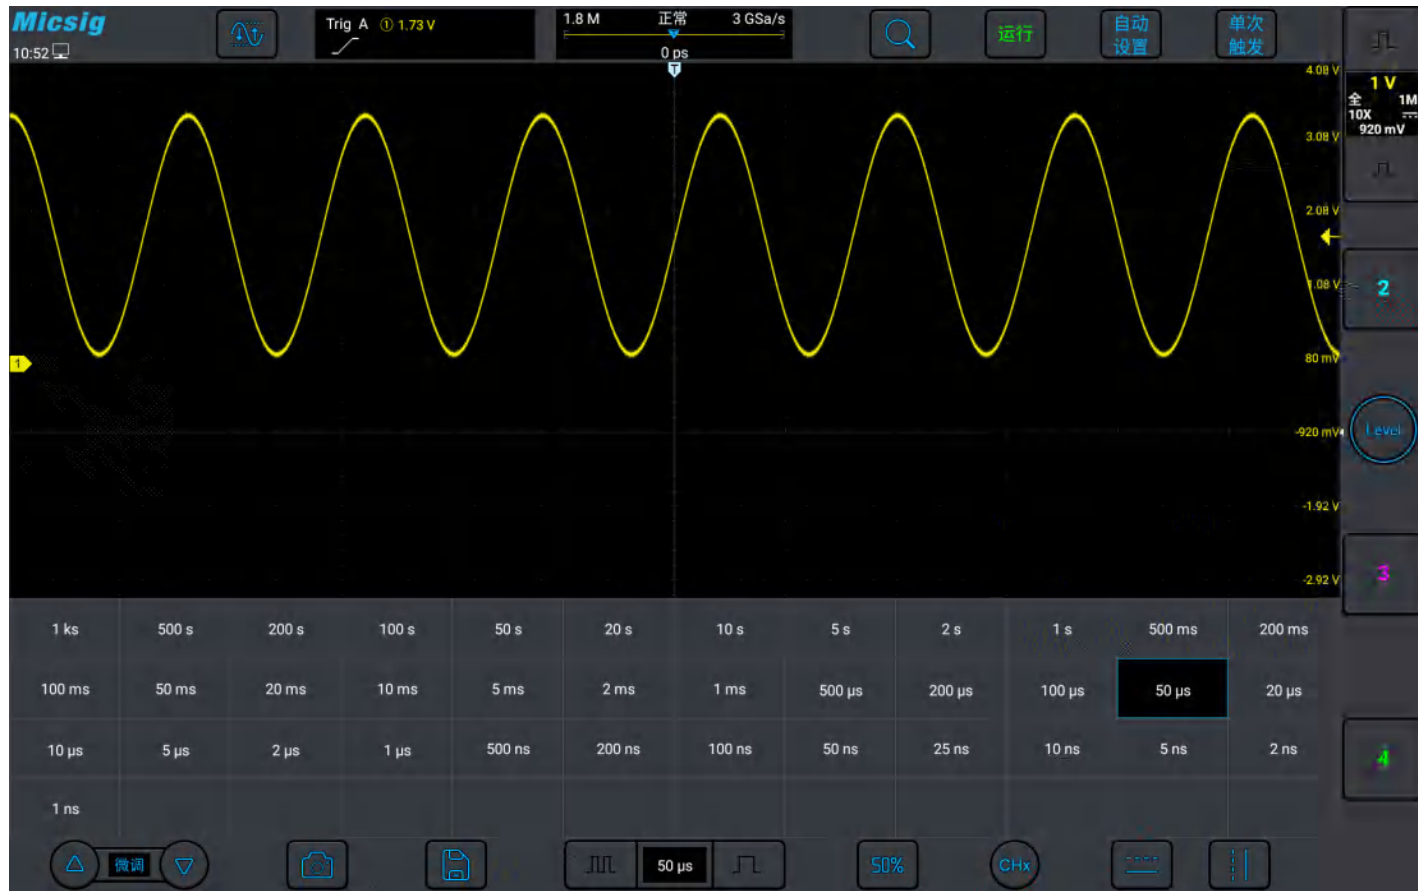 Micsig
10:52
Trig A ① 1.73 V
1.8 M 正常 3 GSa/s
0 ps
运行
自动
设置
单次
触发
T
1 V
全 1M
10X
920 mV
4.08 V
3.08 V
2.08 V
1.08 V
80 mV
-920 mV
-1.92 V
-2.92 V
1
2
Level
3
4
1 ks 500 s 200 s 100 s 50 s 20 s 10 s 5 s 2 s 1 s 500 ms 200 ms
100 ms 50 ms 20 ms 10 ms 5 ms 2 ms 1 ms 500 μs 200 μs 100 μs 50 μs 20 μs
10 μs 5 μs 2 μs 1 μs 500 ns 200 ns 100 ns 50 ns 25 ns 10 ns 5 ns 2 ns
1 ns
微调 50 μs 50% CHx